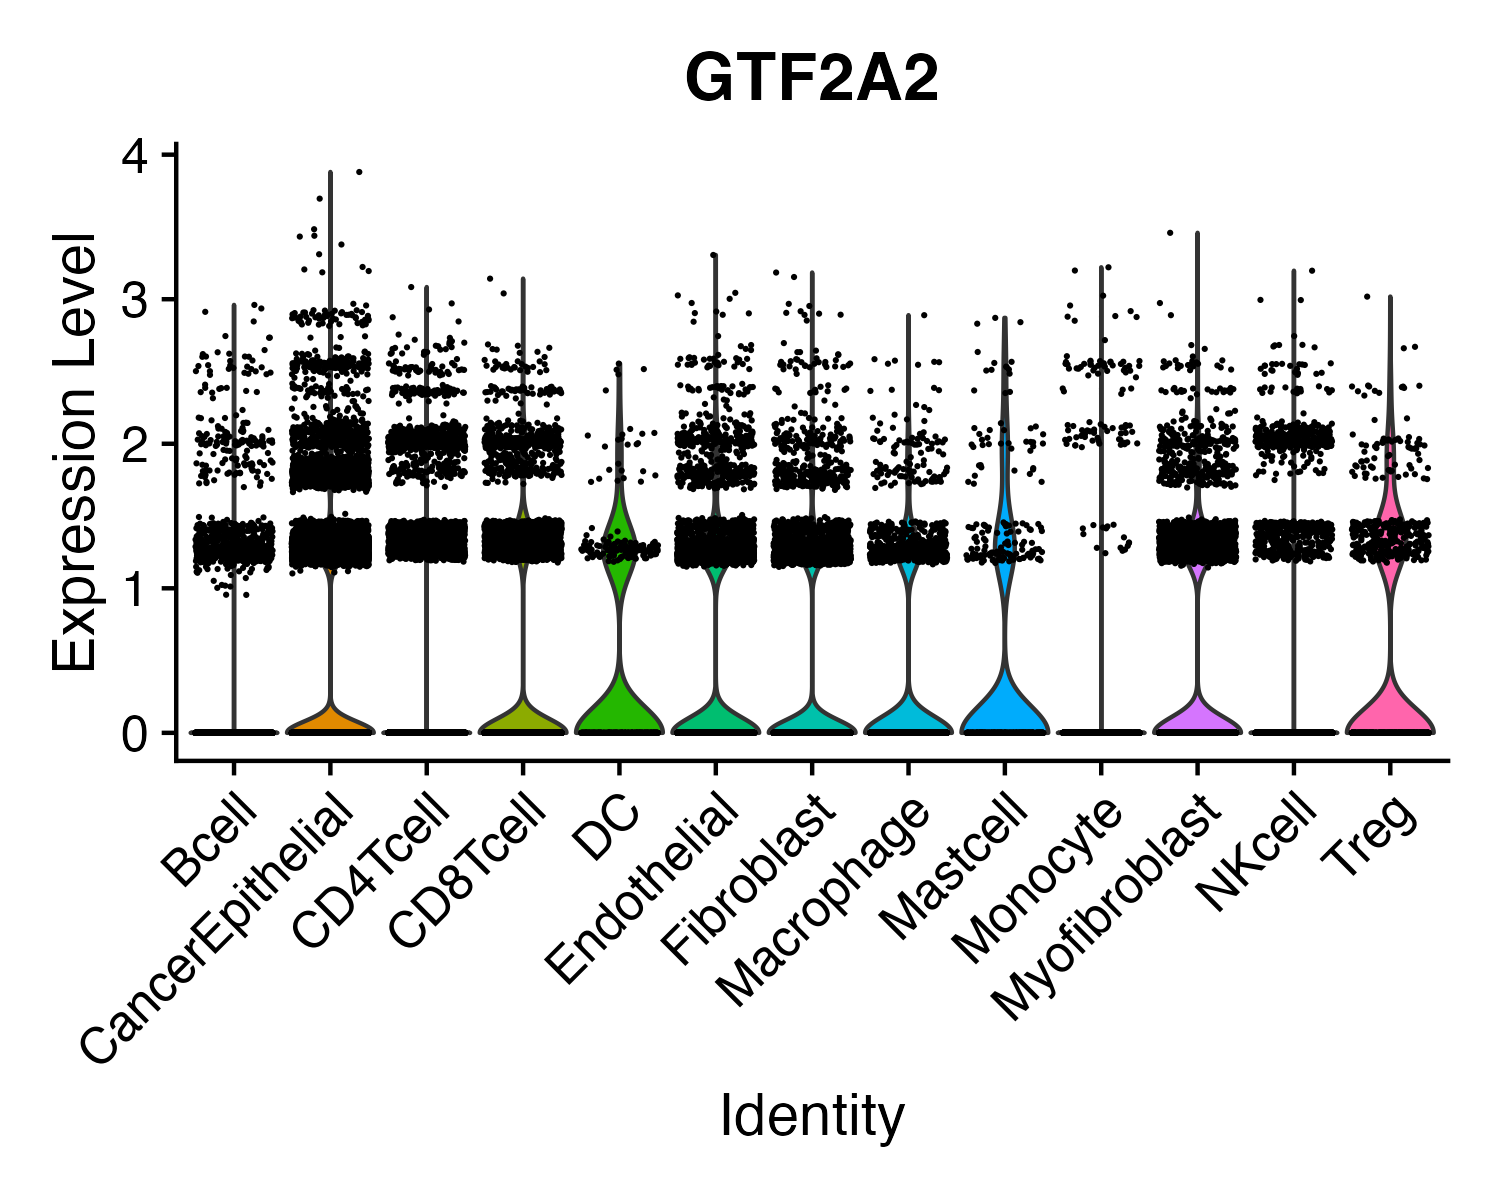 GTF2A2
Expression Level
4
3
2
1
0
Bcell
CancerEpithelial
CD4Tcell
CD8Tcell
DC
Endothelial
Fibroblast
Macrophage
Mastcell
Monocyte
Myofibroblast
NKcell
Treg
Identity